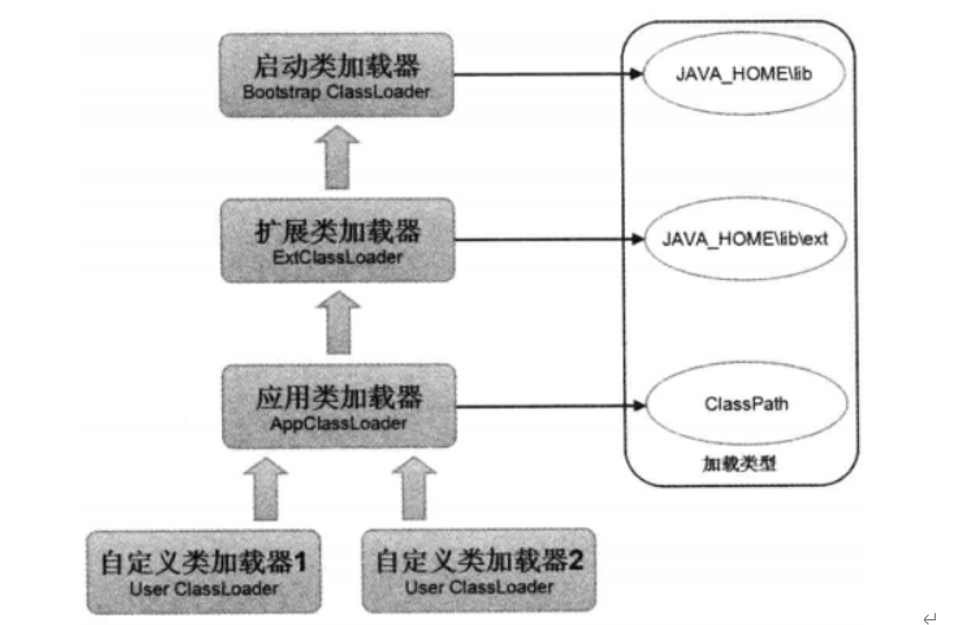 启动类加载器
Bootstrap ClassLoader
JAVA_HOME\lib
扩展类加载器
ExtClassLoader
JAVA_HOME\lib\ext
应用类加载器
AppClassLoader
ClassPath
加载类型
自定义类加载器1
User ClassLoader
自定义类加载器2
User ClassLoader